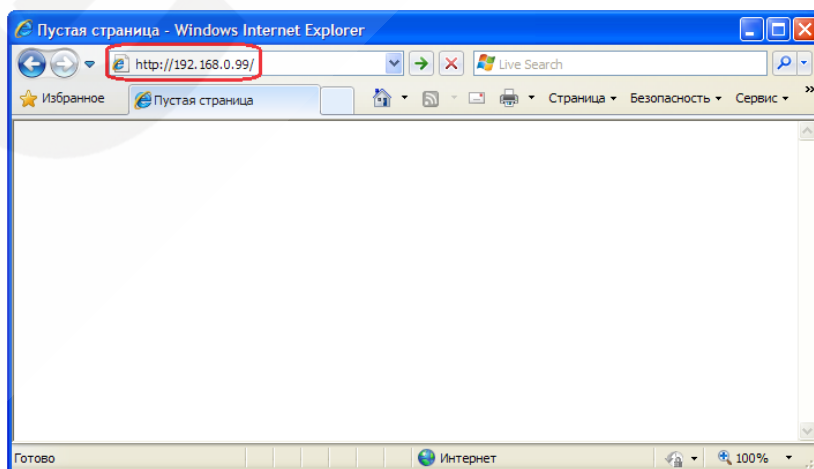 Пустая страница - Windows Internet Explorer
http://192.168.0.99/
Live Search
Избранное
Пустая страница
Страница
Безопасность
Сервис
»
Готово
Интернет
100%